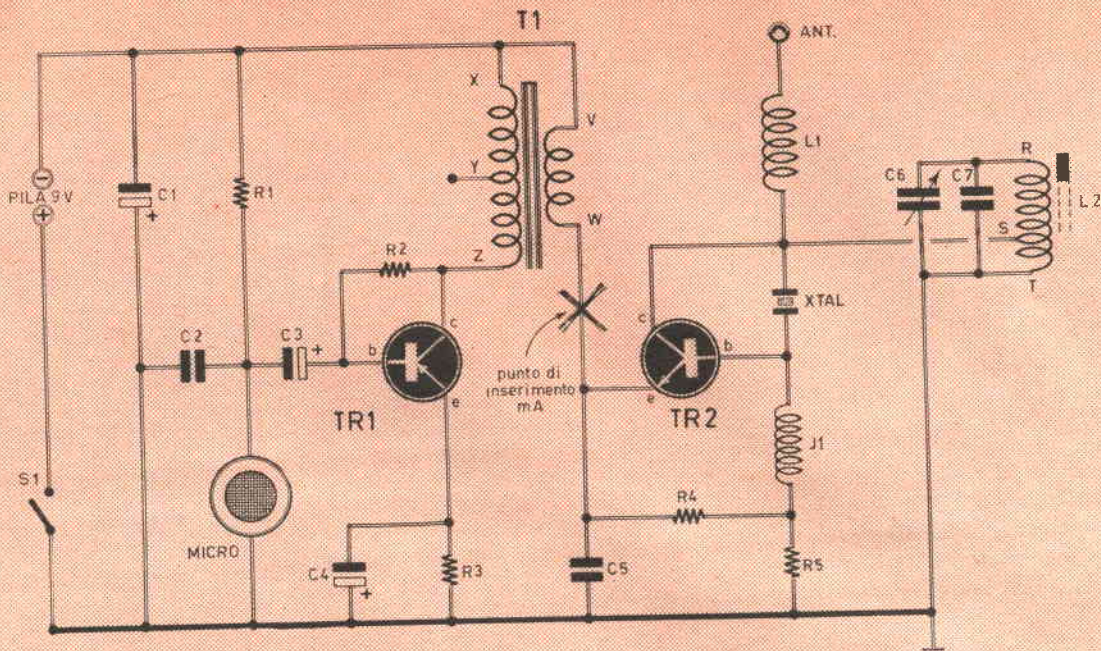 T1
ANT.
X
V
L1
R
C6
C7
L2
PILA 9V
C1
+
R1
Y
W
S
R2
Z
T
XTAL
C2
C3
+
c
b
e
TR1
punto di
inserimento
mA
c
b
e
TR2
J1
S1
MICRO
R4
C4
+
R3
C5
R5